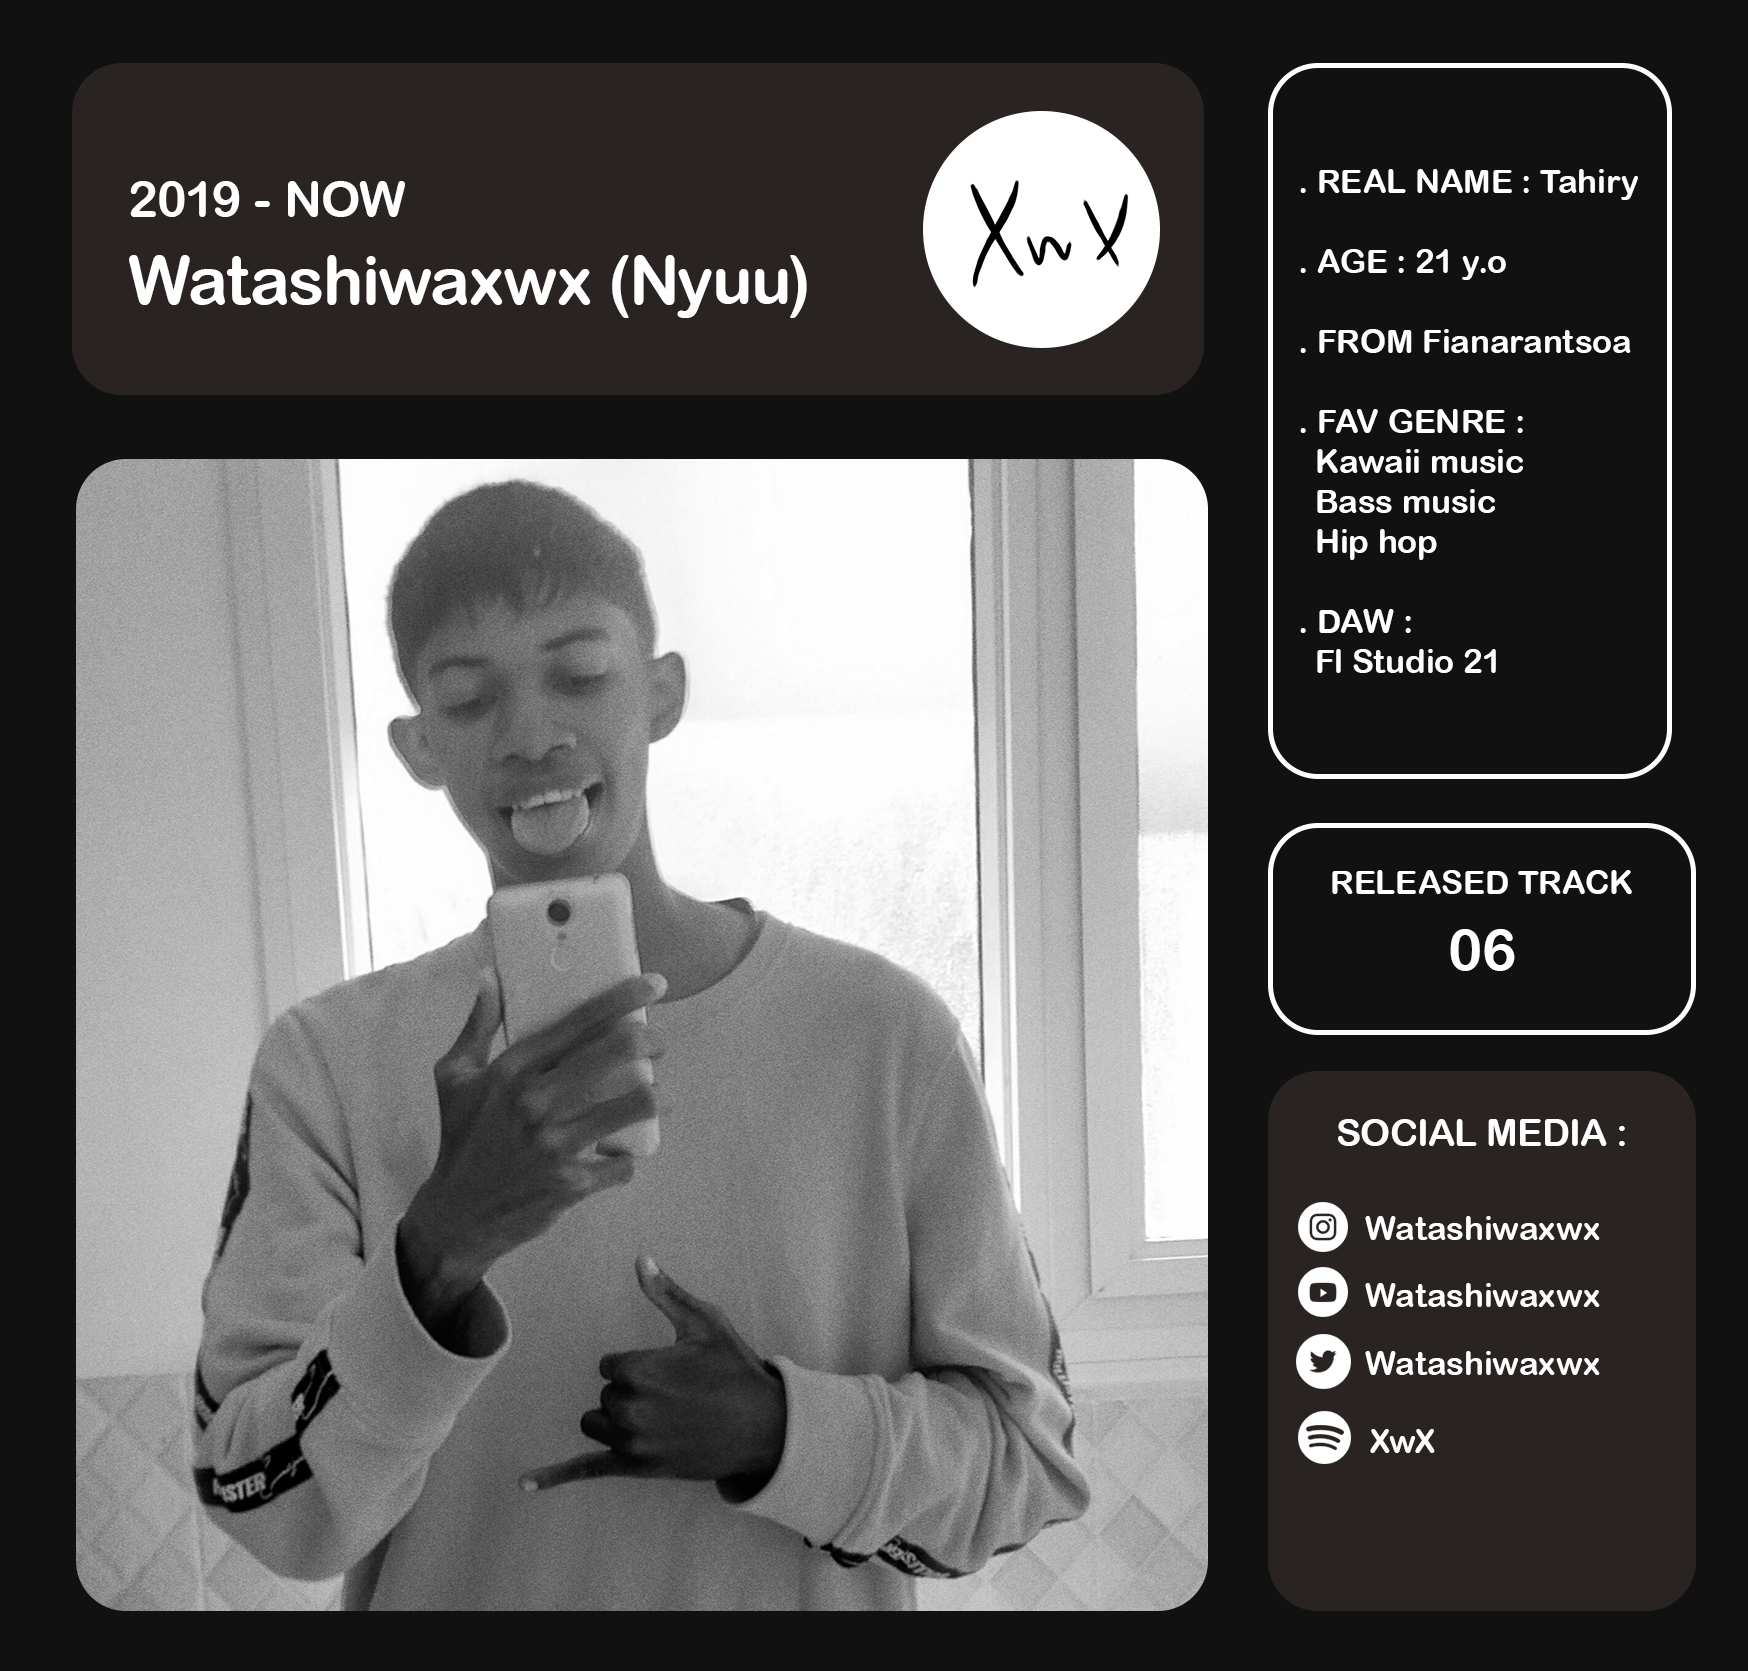 2019 - NOW
Watashiwaxwx (Nyuu)
XwX
. REAL NAME : Tahiry
. AGE : 21 y.o
. FROM Fianarantsoa
. FAV GENRE :
Kawaii music
Bass music
Hip hop
. DAW :
Fl Studio 21
RELEASED TRACK
06
SOCIAL MEDIA :
Watashiwaxwx
Watashiwaxwx
Watashiwaxwx
XwX